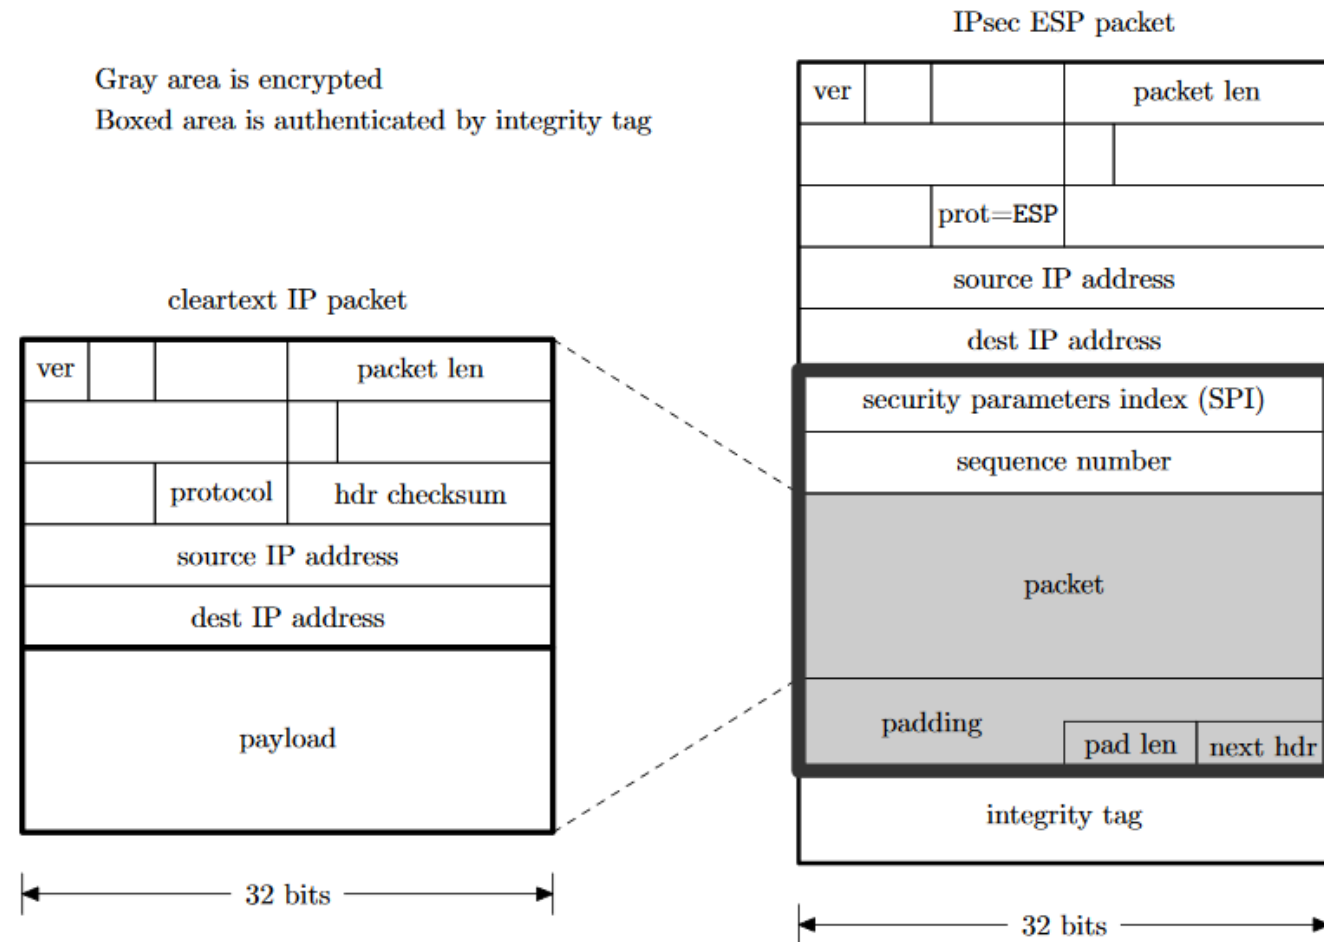 IPsec ESP packet
Gray area is encrypted
Boxed area is authenticated by integrity tag
cleartext IP packet
ver packet len
protocol hdr checksum
source IP address
dest IP address
payload
32 bits
ver packet len
prot=ESP
source IP address
dest IP address
security parameters index (SPI)
sequence number
packet
padding
pad len next hdr
integrity tag
32 bits